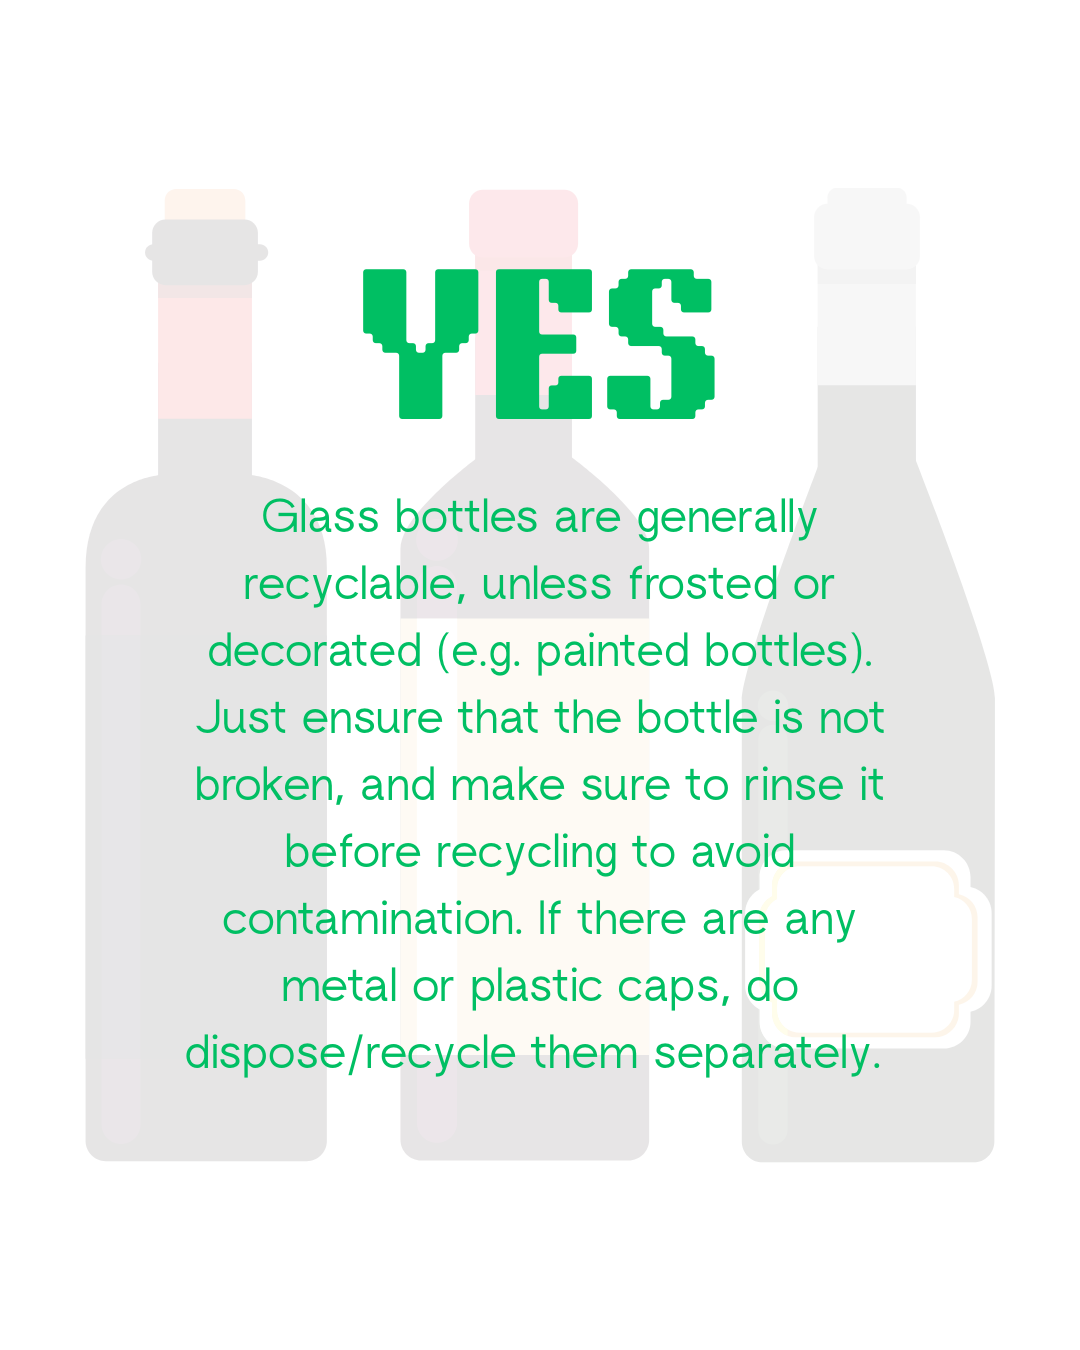 YES
Glass bottles are generally
recyclable, unless frosted or
decorated (e.g. painted bottles).
Just ensure that the bottle is not
broken, and make sure to rinse it
before recycling to avoid
contamination. If there are any
metal or plastic caps, do
dispose/recycle them separately.